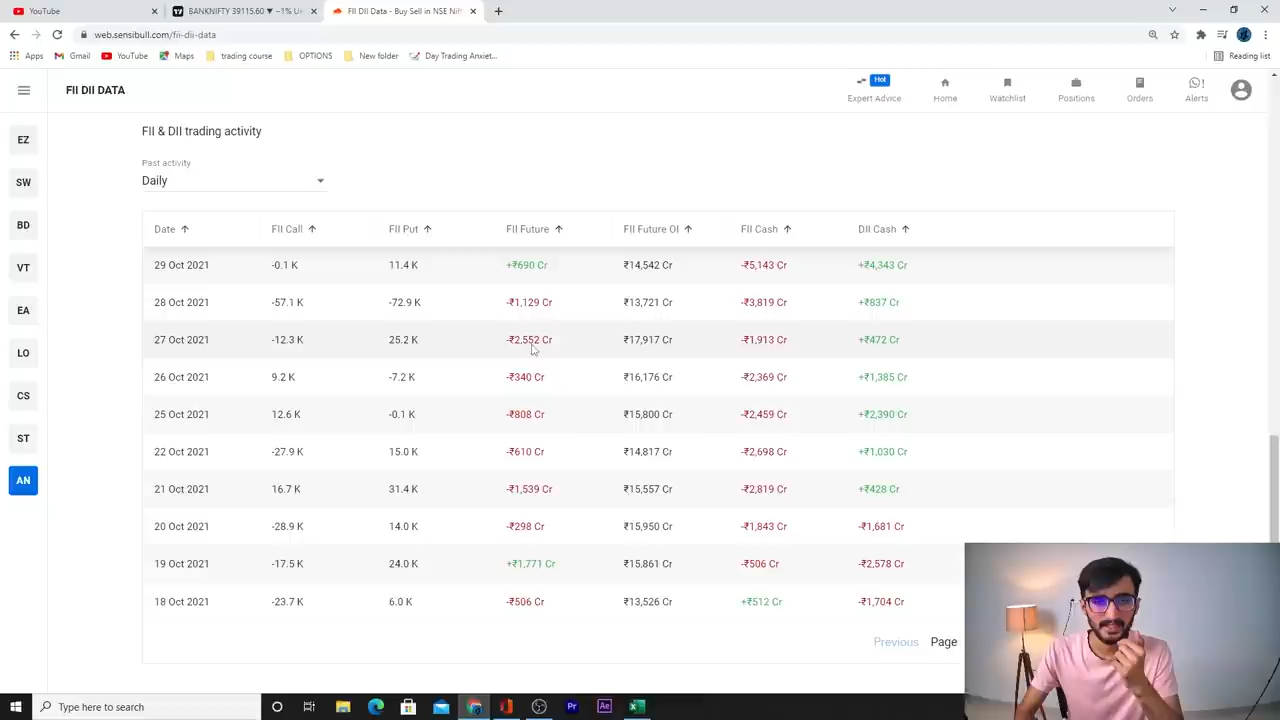 YouTube
BANKNIFTY 39115.60 ▼ −1% U
FII DII Data - Buy Sell in NSE Nif
web.sensibull.com/fii-dii-data
Apps Gmail YouTube Maps trading course OPTIONS New folder Day Trading Anxiet... Reading list
FII DII DATA
Hot
Expert Advice Home Watchlist Positions Orders Alerts
EZ
SW
BD
VT
EA
LO
CS
ST
AN
FII & DII trading activity
Past activity
Daily
Date ↑ FII Call ↑ FII Put ↑ FII Future ↑ FII Future OI ↑ FII Cash ↑ DII Cash ↑
29 Oct 2021 -0.1 K 11.4 K +₹690 Cr ₹14,542 Cr -₹5,143 Cr +₹4,343 Cr
28 Oct 2021 -57.1 K -72.9 K -₹1,129 Cr ₹13,721 Cr -₹3,819 Cr +₹837 Cr
27 Oct 2021 -12.3 K 25.2 K -₹2,552 Cr ₹17,917 Cr -₹1,913 Cr +₹472 Cr
26 Oct 2021 9.2 K -7.2 K -₹340 Cr ₹16,176 Cr -₹2,369 Cr +₹1,385 Cr
25 Oct 2021 12.6 K -0.1 K -₹808 Cr ₹15,800 Cr -₹2,459 Cr +₹2,390 Cr
22 Oct 2021 -27.9 K 15.0 K -₹610 Cr ₹14,817 Cr -₹2,698 Cr +₹1,030 Cr
21 Oct 2021 16.7 K 31.4 K -₹1,539 Cr ₹15,557 Cr -₹2,819 Cr +₹428 Cr
20 Oct 2021 -28.9 K 14.0 K -₹298 Cr ₹15,950 Cr -₹1,843 Cr -₹1,681 Cr
19 Oct 2021 -17.5 K 24.0 K +₹1,771 Cr ₹15,861 Cr -₹506 Cr -₹2,578 Cr
18 Oct 2021 -23.7 K 6.0 K -₹506 Cr ₹13,526 Cr +₹512 Cr -₹1,704 Cr
Previous Page
Type here to search
Pr Ae